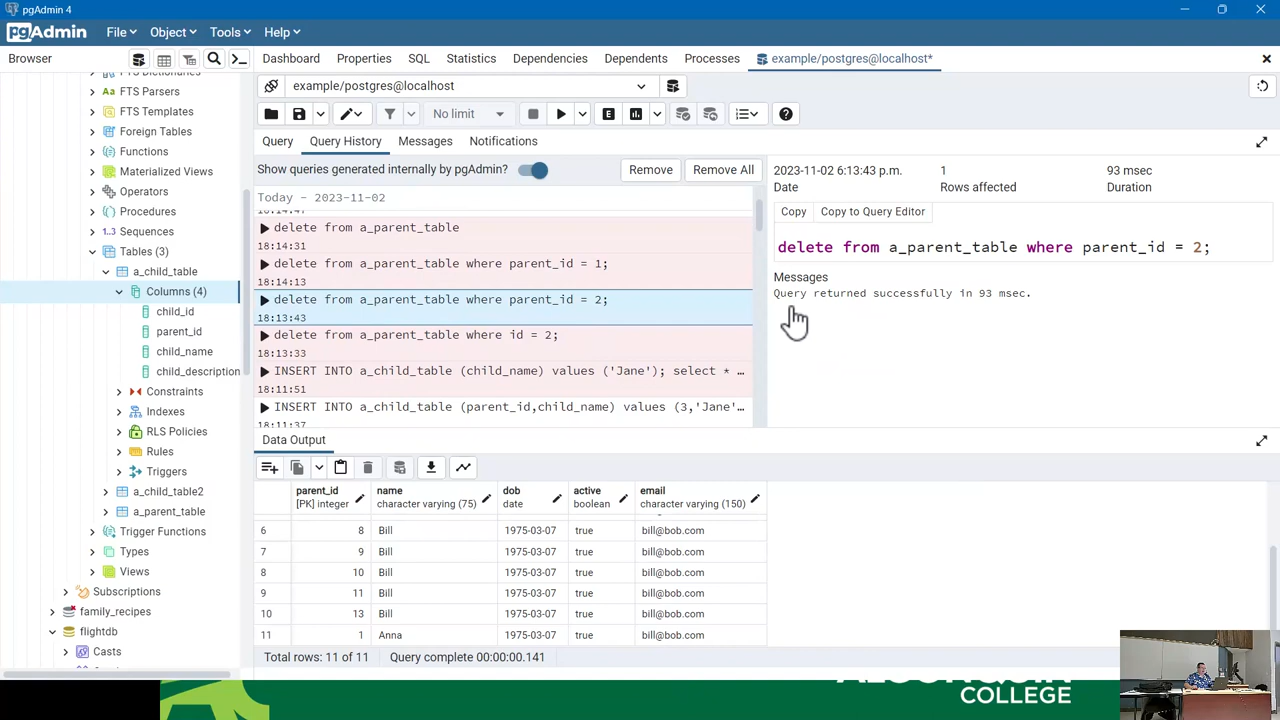 pgAdmin 4
pgAdmin File Object Tools Help
Browser
Dashboard Properties SQL Statistics Dependencies Dependents Processes example/postgres@localhost*
FTS Parsers
FTS Templates
Foreign Tables
Functions
Materialized Views
Operators
Procedures
1..3 Sequences
Tables (3)
a_child_table
Columns (4)
child_id
parent_id
child_name
child_description
Constraints
Indexes
RLS Policies
Rules
Triggers
a_child_table2
a_parent_table
Trigger Functions
Types
Views
Subscriptions
family_recipes
flightdb
Casts
example/postgres@localhost
No limit
Query Query History Messages Notifications
Show queries generated internally by pgAdmin? Remove Remove All
Today - 2023-11-02
18:14:47
delete from a_parent_table
18:14:31
delete from a_parent_table where parent_id = 1;
18:14:13
delete from a_parent_table where parent_id = 2;
18:13:43
delete from a_parent_table where id = 2;
18:13:33
INSERT INTO a_child_table (child_name) values ('Jane'); select * …
18:11:51
INSERT INTO a_child_table (parent_id,child_name) values (3,'Jane'…
18:11:37
2023-11-02 6:13:43 p.m. 1 93 msec
Date Rows affected Duration
Copy Copy to Query Editor
delete from a_parent_table where parent_id = 2;
Messages
Query returned successfully in 93 msec.
Data Output
parent_id name dob active email
[PK] integer character varying (75) date boolean character varying (150)
6 8 Bill 1975-03-07 true bill@bob.com
7 9 Bill 1975-03-07 true bill@bob.com
8 10 Bill 1975-03-07 true bill@bob.com
9 11 Bill 1975-03-07 true bill@bob.com
10 13 Bill 1975-03-07 true bill@bob.com
11 1 Anna 1975-03-07 true bill@bob.com
Total rows: 11 of 11 Query complete 00:00:00.141
ALGONQUIN
COLLEGE